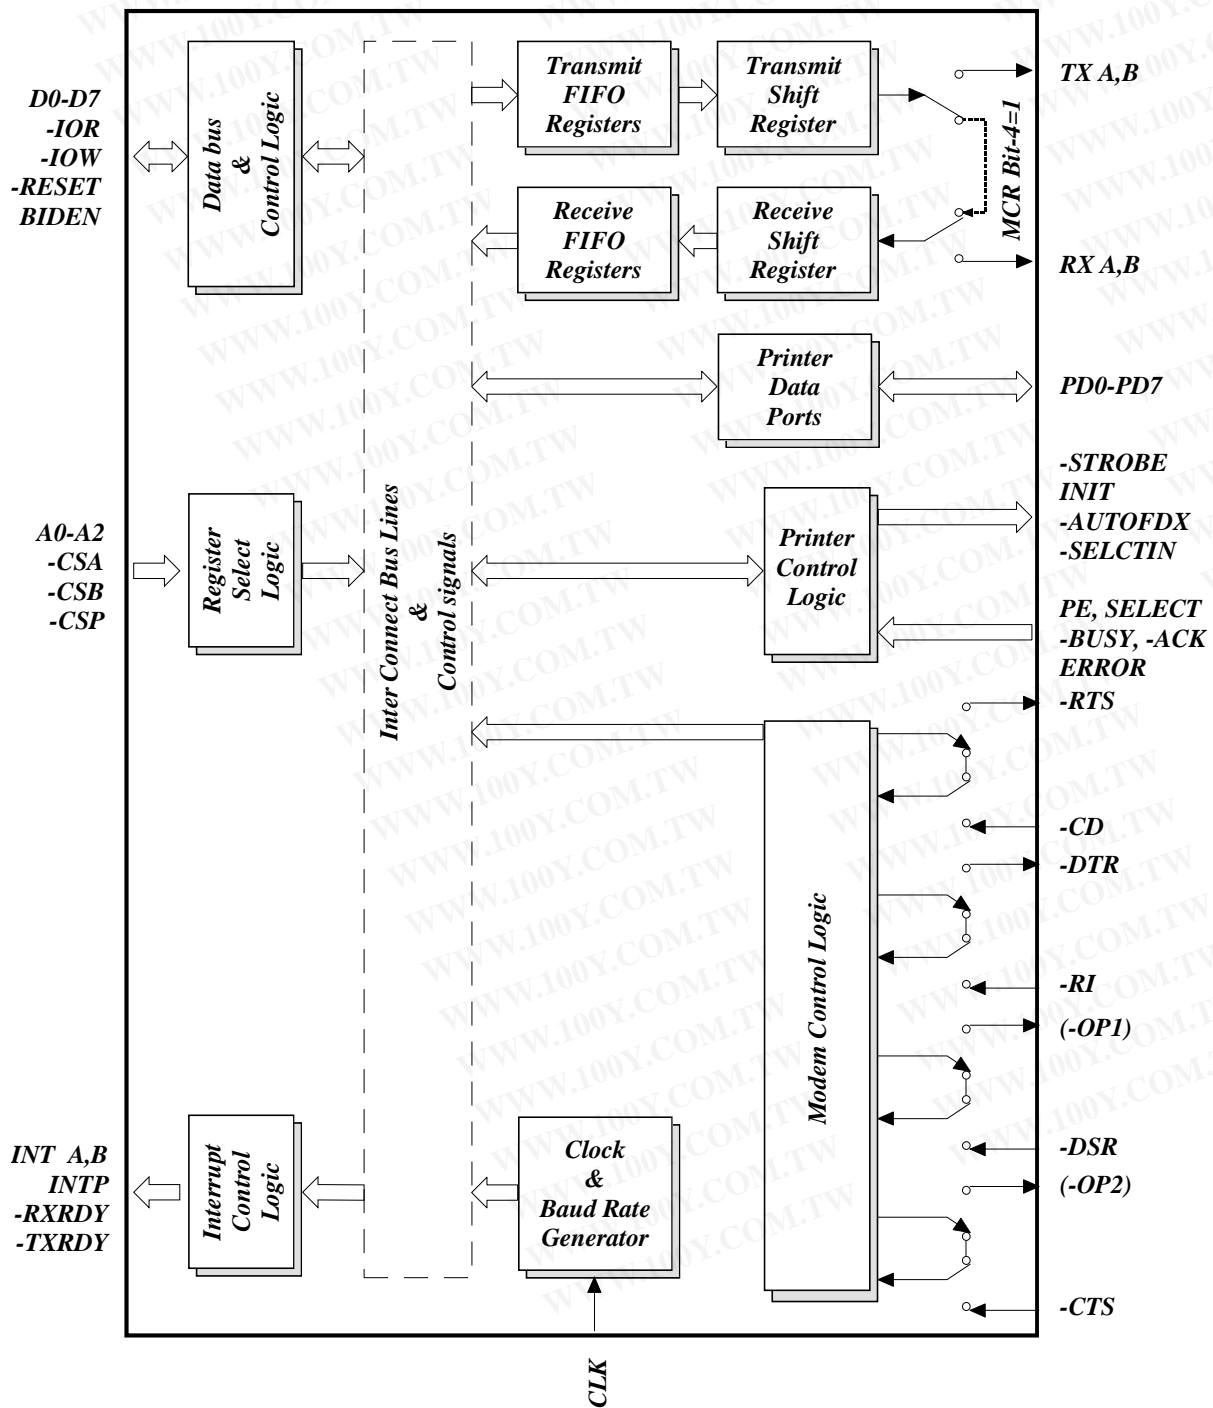 D0-D7
-IOR
-IOW
-RESET
BIDEN
Data bus
&
Control Logic
A0-A2
-CSA
-CSB
-CSP
Register
Select
Logic
INT A,B
INTP
-RXRDY
-TXRDY
Interrupt
Control
Logic
Inter Connect Bus Lines
&
Control signals
Transmit
FIFO
Registers
Transmit
Shift
Register
Receive
FIFO
Registers
Receive
Shift
Register
MCR Bit-4=1
TX A,B
RX A,B
Printer
Data
Ports
PD0-PD7
Printer
Control
Logic
-STROBE
INIT
-AUTOFDX
-SELCTIN
PE, SELECT
-BUSY, -ACK
ERROR
Modem Control Logic
-RTS
-CD
-DTR
-RI
(-OP1)
-DSR
(-OP2)
-CTS
Clock
&
Baud Rate
Generator
CLK
WWW.100Y.COM.TW